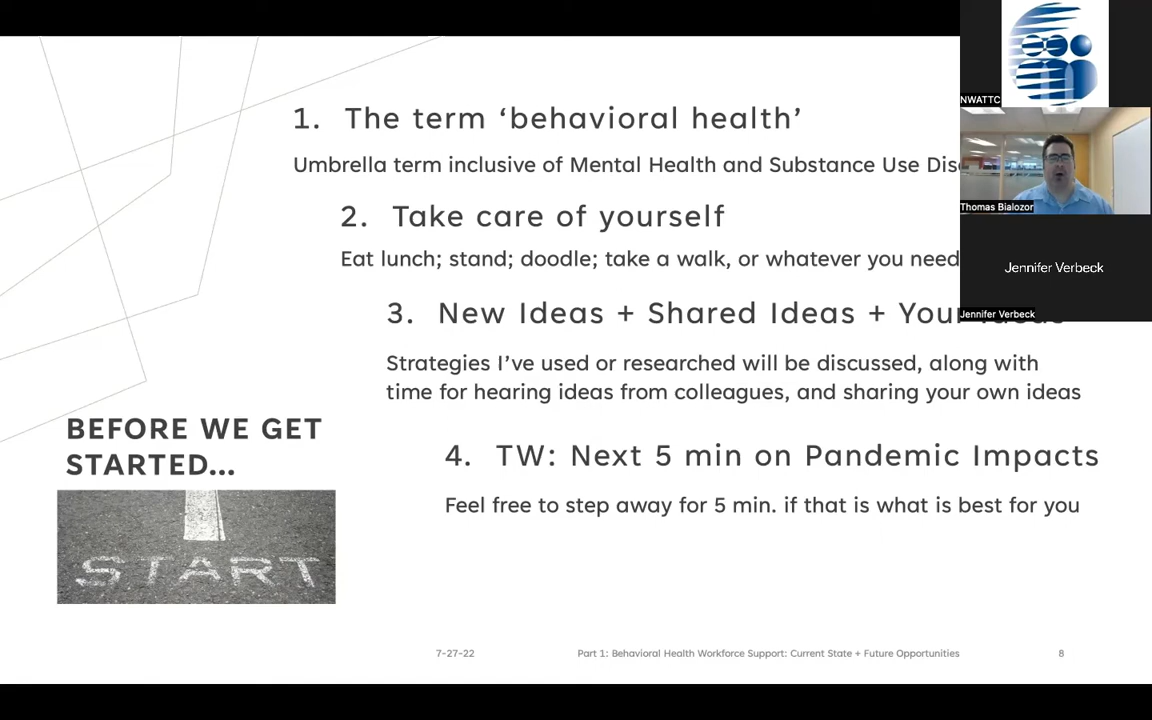 1. The term ‘behavioral health’
Umbrella term inclusive of Mental Health and Substance Use
2. Take care of yourself
Eat lunch; stand; doodle; take a walk, or whatever you need
3. New Ideas + Shared Ideas + Your Ideas
Strategies I’ve used or researched will be discussed, along with
time for hearing ideas from colleagues, and sharing your own ideas
4. TW: Next 5 min on Pandemic Impacts
Feel free to step away for 5 min. if that is what is best for you
BEFORE WE GET
STARTED...
START
7-27-22
Part 1: Behavioral Health Workforce Support: Current State + Future Opportunities
8
NWATTC
Thomas Bialozor
Jennifer Verbeck
Jennifer Verbeck